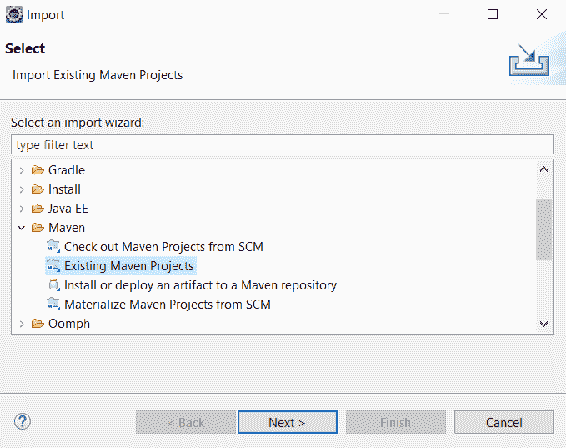 Import
Select
Import Existing Maven Projects
Select an import wizard:
type filter text
Gradle
Install
Java EE
Maven
Check out Maven Projects from SCM
Existing Maven Projects
Install or deploy an artifact to a Maven repository
Materialize Maven Projects from SCM
Oomph
< Back
Next >
Finish
Cancel